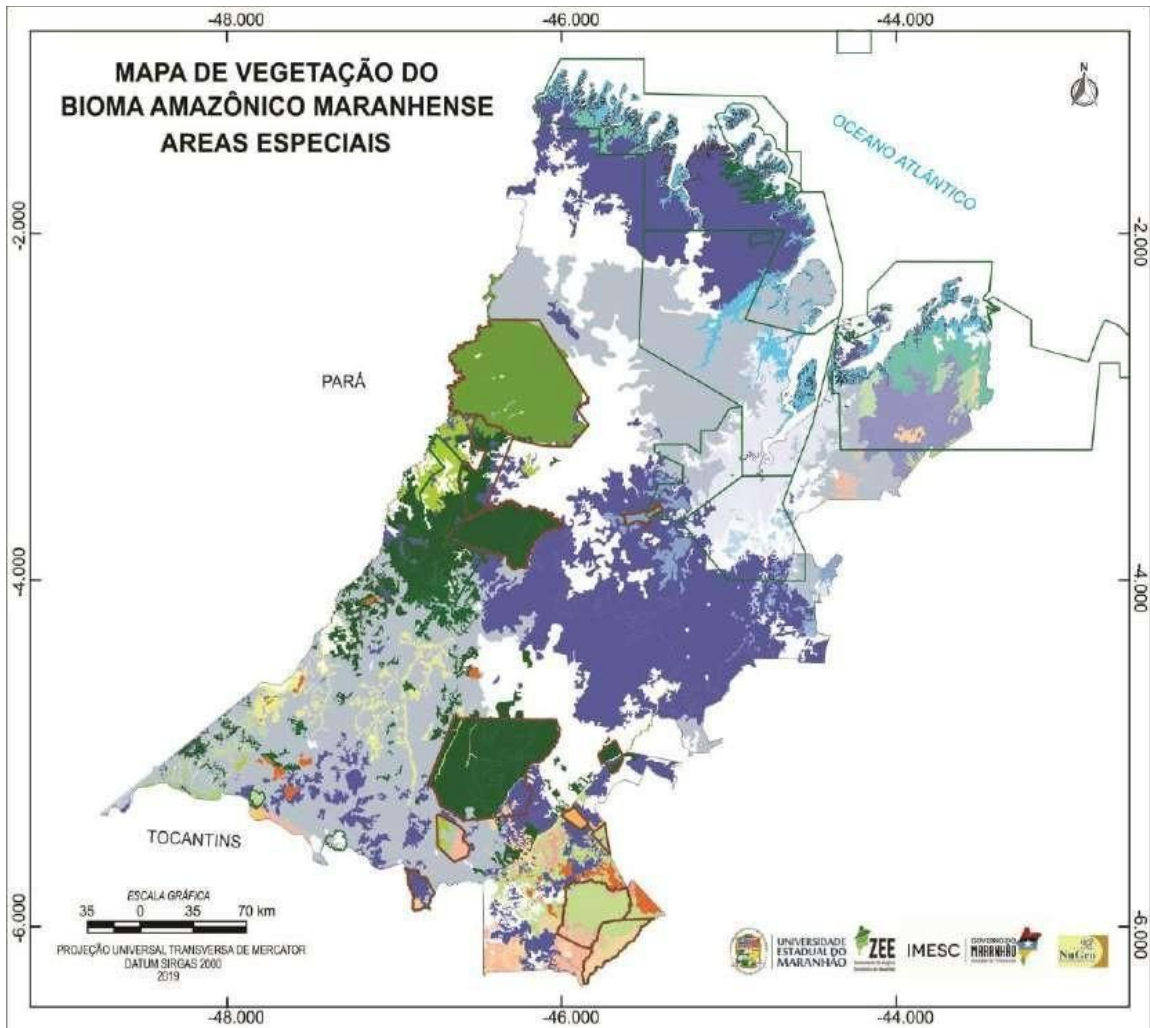 -48.000
-46.000
-44.000
MAPA DE VEGETAÇÃO DO
BIOMA AMAZÔNICO MARANHENSE
AREAS ESPECIAIS
N
OCEANO ATLÂNTICO
-2.000
-2.000
PARÁ
-4.000
-4.000
TOCANTINS
ESCALA GRÁFICA
35 0 35 70 km
PROJEÇÃO UNIVERSAL TRANSVERSA DE MERCATOR
DATUM SIRGAS 2000
2019
-6.000
-6.000
UNIVERSIDADE
ESTADUAL DO
MARANHÃO
ZEE
IMESC
GOVERNO DO
MARANHÃO
NuGeo
-48.000
-46.000
-44.000